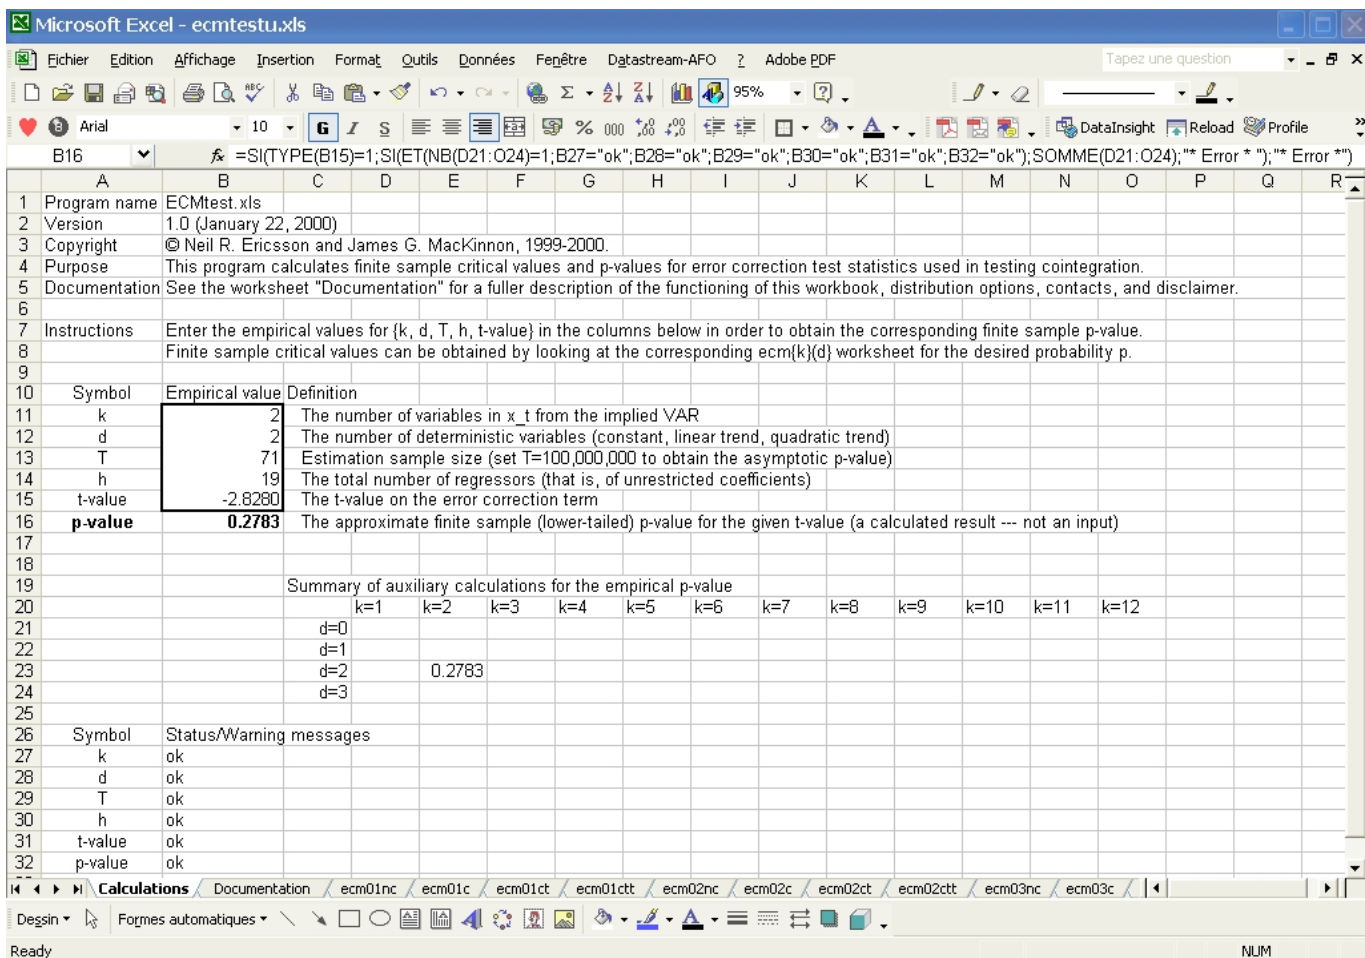 Microsoft Excel - ecmtestu.xls
Fichier Edition Affichage Insertion Format Outils Données Fenêtre Datastream-AFO ? Adobe PDF Tapez une question
95%
Arial 10 G I S 000 DataInsight Reload Profile
B16 fx =SI(TYPE(B15)=1;SI(ET(NB(D21:O24)=1;B27="ok";B28="ok";B29="ok";B30="ok";B31="ok";B32="ok");SOMME(D21:O24);"* Error * ");"* Error *")
A B C D E F G H I J K L M N O P Q R
1 Program name ECMtest.xls
2 Version 1.0 (January 22, 2000)
3 Copyright © Neil R. Ericsson and James G. MacKinnon, 1999-2000.
4 Purpose This program calculates finite sample critical values and p-values for error correction test statistics used in testing cointegration.
5 Documentation See the worksheet "Documentation" for a fuller description of the functioning of this workbook, distribution options, contacts, and disclaimer.
6
7 Instructions Enter the empirical values for {k, d, T, h, t-value} in the columns below in order to obtain the corresponding finite sample p-value.
8 Finite sample critical values can be obtained by looking at the corresponding ecm{k}(d} worksheet for the desired probability p.
9
10 Symbol Empirical value Definition
11 k 2 The number of variables in x_t from the implied VAR
12 d 2 The number of deterministic variables (constant, linear trend, quadratic trend)
13 T 71 Estimation sample size (set T=100,000,000 to obtain the asymptotic p-value)
14 h 19 The total number of regressors (that is, of unrestricted coefficients)
15 t-value -2.8280 The t-value on the error correction term
16 p-value 0.2783 The approximate finite sample (lower-tailed) p-value for the given t-value (a calculated result --- not an input)
17
18
19 Summary of auxiliary calculations for the empirical p-value
20 k=1 k=2 k=3 k=4 k=5 k=6 k=7 k=8 k=9 k=10 k=11 k=12
21 d=0
22 d=1
23 d=2 0.2783
24 d=3
25
26 Symbol Status/Warning messages
27 k ok
28 d ok
29 T ok
30 h ok
31 t-value ok
32 p-value ok
Calculations Documentation ecm01nc ecm01c ecm01ct ecm01ctt ecm02nc ecm02c ecm02ct ecm02ctt ecm03nc ecm03c
Dessin Formes automatiques
Ready NUM